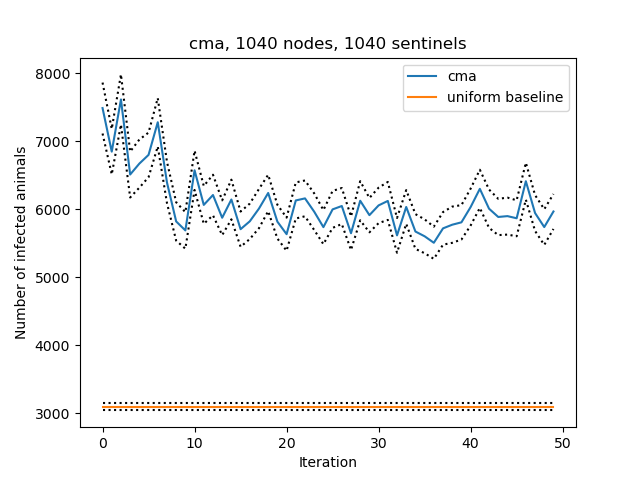 cma, 1040 nodes, 1040 sentinels
cma
uniform baseline
Number of infected animals
8000
7000
6000
5000
4000
3000
0 10 20 30 40 50
Iteration